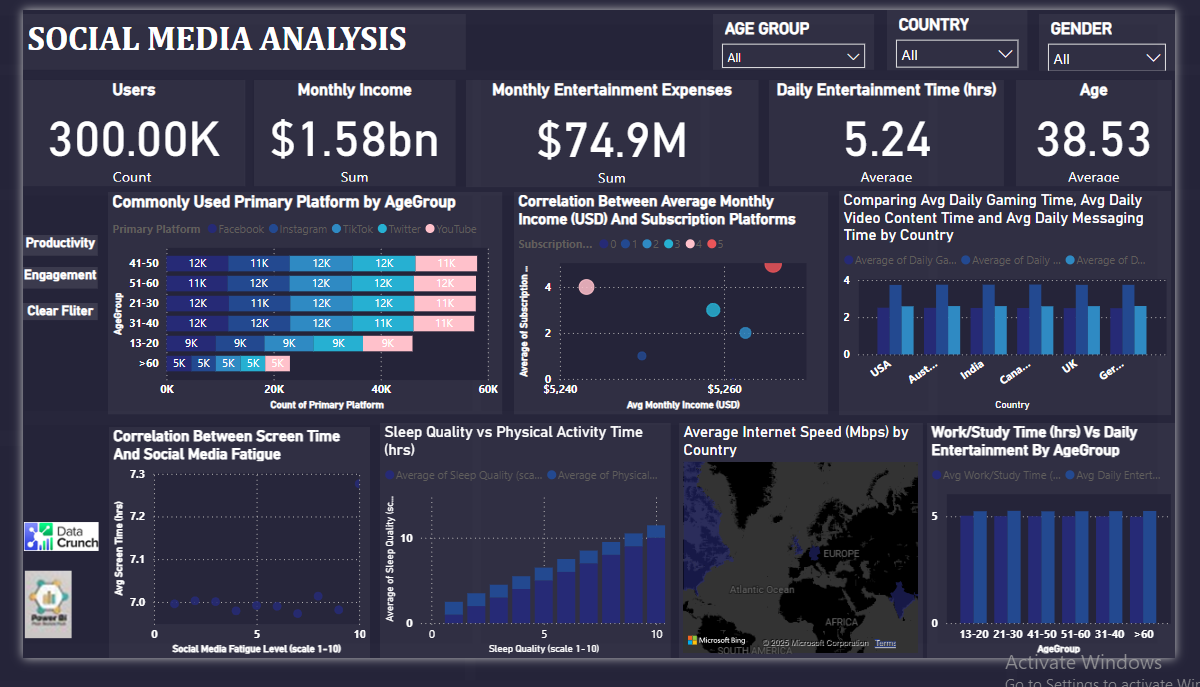 SOCIAL MEDIA ANALYSIS
AGE GROUP
All
COUNTRY
All
GENDER
All
Users
300.00K
Count
Monthly Income
$1.58bn
Sum
Monthly Entertainment Expenses
$74.9M
Sum
Daily Entertainment Time (hrs)
5.24
Average
Age
38.53
Average
Productivity
Engagement
Clear Fliter
Commonly Used Primary Platform by AgeGroup
Primary Platform Facebook Instagram TikTok Twitter YouTube
AgeGroup
41-50 12K 11K 12K 12K 11K
51-60 11K 12K 12K 12K 12K
21-30 12K 11K 12K 12K 11K
31-40 12K 12K 12K 11K 11K
13-20 9K 9K 9K 9K 9K
>60 5K 5K 5K 5K 5K
0K 20K 40K 60K
Count of Primary Platform
Correlation Between Average Monthly
Income (USD) And Subscription Platforms
Subscription... 0 1 2 3 4 5
Average of Subscription ...
4
2
0
$5,240 $5,260
Avg Monthly Income (USD)
Comparing Avg Daily Gaming Time, Avg Daily
Video Content Time and Avg Daily Messaging
Time by Country
Average of Daily Ga... Average of Daily ... Average of D...
4
2
0
USA Aust... India Cana... UK Ger...
Country
Correlation Between Screen Time
And Social Media Fatigue
Avg Screen Time (hrs)
7.3
7.2
7.1
7.0
0 5 10
Social Media Fatigue Level (scale 1-10)
Sleep Quality vs Physical Activity Time
(hrs)
Average of Sleep Quality (sca... Average of Physical...
Average of Sleep Quality (sc...
10
0
0 5 10
Sleep Quality (scale 1-10)
Average Internet Speed (Mbps) by
Country
EUROPE
Atlantic Ocean
AFRICA
SOUTH AMERICA
Microsoft Bing
© 2025 Microsoft Corporation Terms
Work/Study Time (hrs) Vs Daily
Entertainment By AgeGroup
Avg Work/Study Time (... Avg Daily Entert...
5
0
13-20 21-30 41-50 51-60 31-40 >60
AgeGroup
Data
Crunch
Power BI
Activate Windows
Go to Settings to activate Win